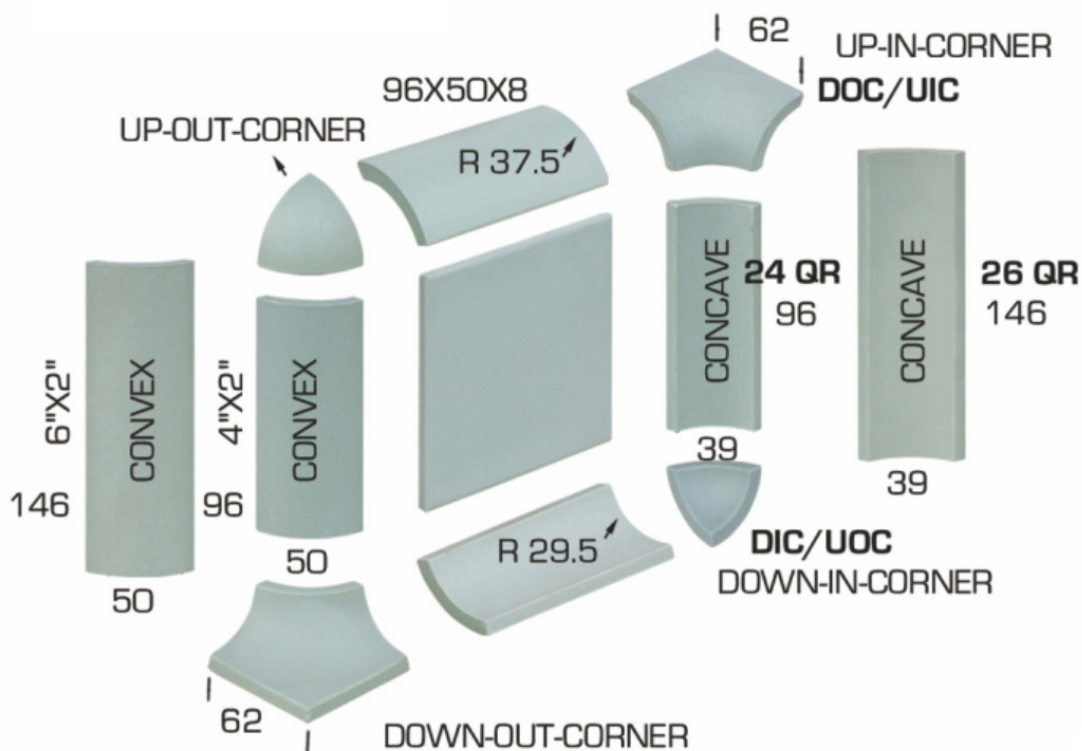 62
UP-IN-CORNER
DOC/UIC
96X50X8
UP-OUT-CORNER
R 37.5
6"X2"
CONVEX
146
50
4"X2"
CONVEX
96
50
CONCAVE
24 QR
96
39
CONCAVE
26 QR
146
39
R 29.5
DIC/UOC
DOWN-IN-CORNER
62
DOWN-OUT-CORNER